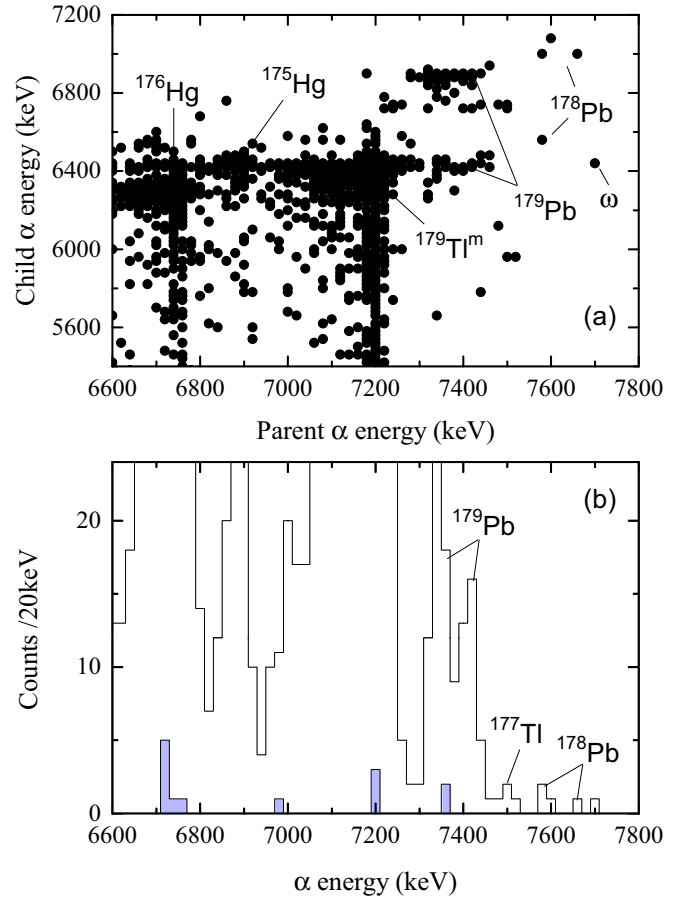 7200
6800
6400
6000
5600
Child α energy (keV)
¹⁷⁶Hg
¹⁷⁵Hg
¹⁷⁸Pb
¹⁷⁹Pb
ω
¹⁷⁹Tlᵐ
(a)
6600 6800 7000 7200 7400 7600 7800
Parent α energy (keV)
(b)
20
10
0
Counts /20keV
¹⁷⁹Pb
¹⁷⁷Tl
¹⁷⁸Pb
6600 6800 7000 7200 7400 7600 7800
α energy (keV)